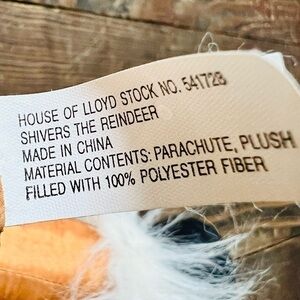 HOUSE OF LLOYD STOCK NO. 541728
SHIVERS THE REINDEER
MADE IN CHINA
MATERIAL CONTENTS: PARACHUTE, PLUSH
FILLED WITH 100% POLYESTER FIBER